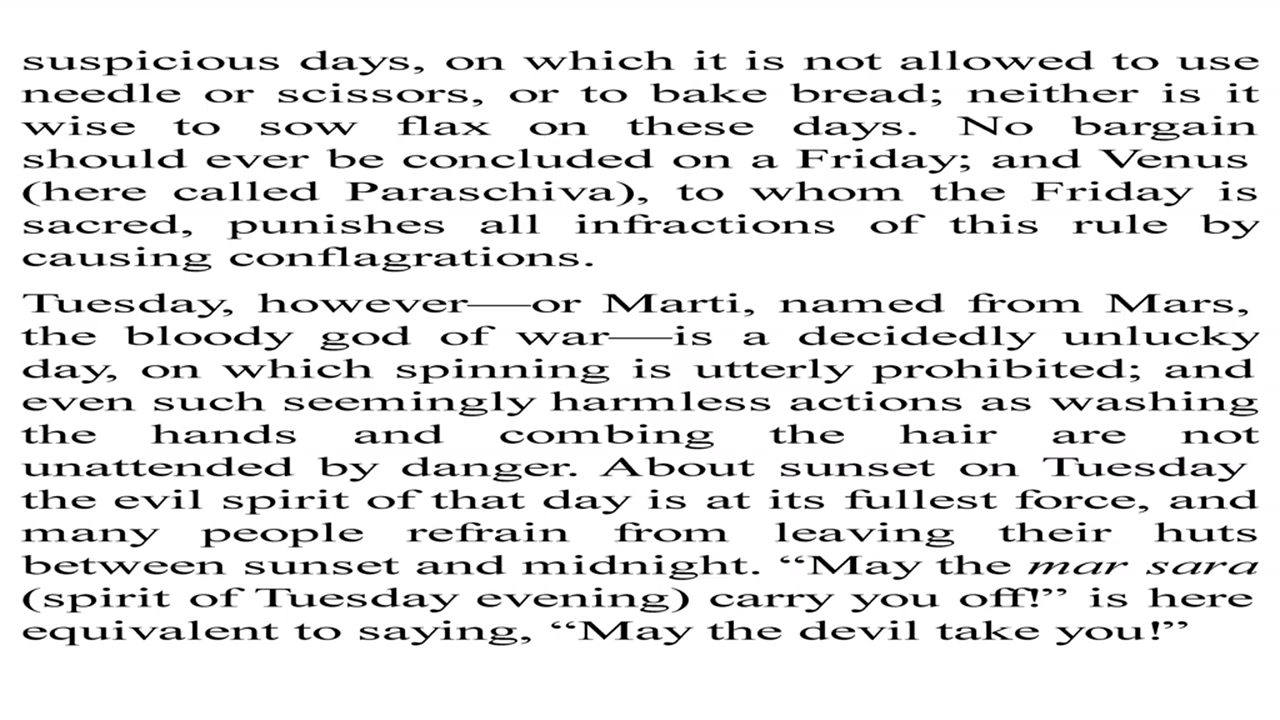 suspicious days, on which it is not allowed to use
needle or scissors, or to bake bread; neither is it
wise to sow flax on these days. No bargain
should ever be concluded on a Friday; and Venus
(here called Paraschiva), to whom the Friday is
sacred, punishes all infractions of this rule by
causing conflagrations.
Tuesday, however—or Marti, named from Mars,
the bloody god of war—is a decidedly unlucky
day, on which spinning is utterly prohibited; and
even such seemingly harmless actions as washing
the hands and combing the hair are not
unattended by danger. About sunset on Tuesday
the evil spirit of that day is at its fullest force, and
many people refrain from leaving their huts
between sunset and midnight. “May the mar sara
(spirit of Tuesday evening) carry you off!” is here
equivalent to saying, “May the devil take you!”